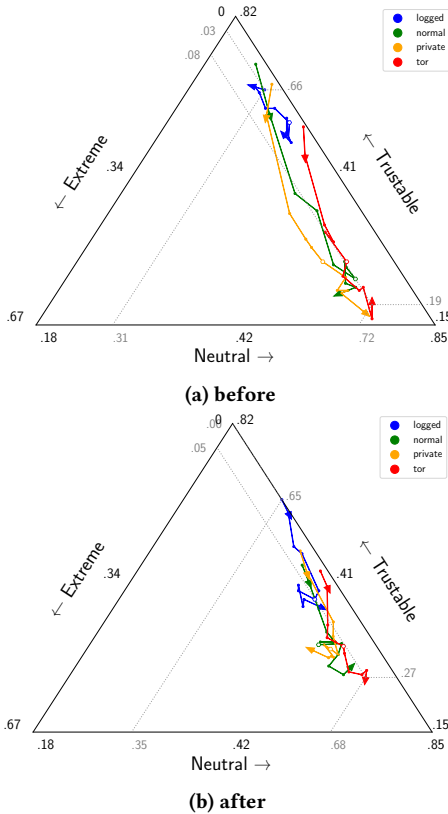 0 .82
.03
.08
logged
normal
private
tor
.66
← Extreme
← Trustable
.34
.41
.19
.67
.15
.18
.31
.42
.72
.85
Neutral →
(a) before
0 .82
.00
.05
logged
normal
private
tor
.65
← Extreme
← Trustable
.34
.41
.27
.67
.15
.18
.35
.42
.68
.85
Neutral →
(b) after